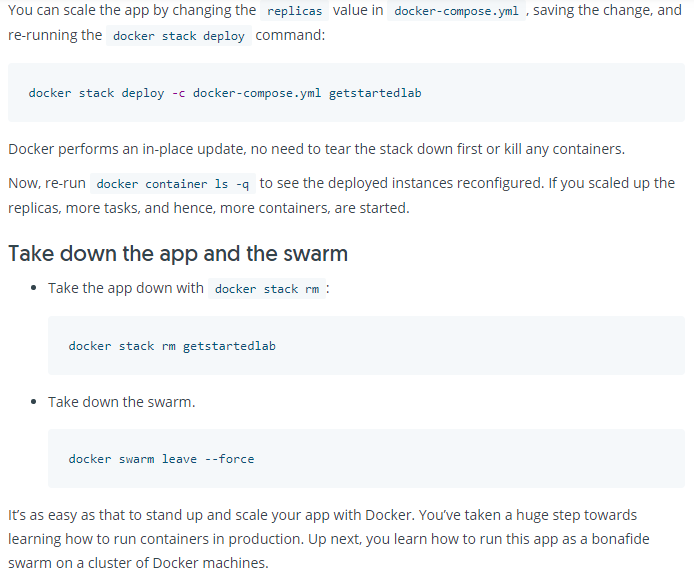 You can scale the app by changing the replicas value in docker-compose.yml , saving the change, and
re-running the docker stack deploy command:
docker stack deploy -c docker-compose.yml getstartedlab
Docker performs an in-place update, no need to tear the stack down first or kill any containers.
Now, re-run docker container ls -q to see the deployed instances reconfigured. If you scaled up the
replicas, more tasks, and hence, more containers, are started.
Take down the app and the swarm
• Take the app down with docker stack rm :
docker stack rm getstartedlab
• Take down the swarm.
docker swarm leave --force
It’s as easy as that to stand up and scale your app with Docker. You’ve taken a huge step towards
learning how to run containers in production. Up next, you learn how to run this app as a bonafide
swarm on a cluster of Docker machines.